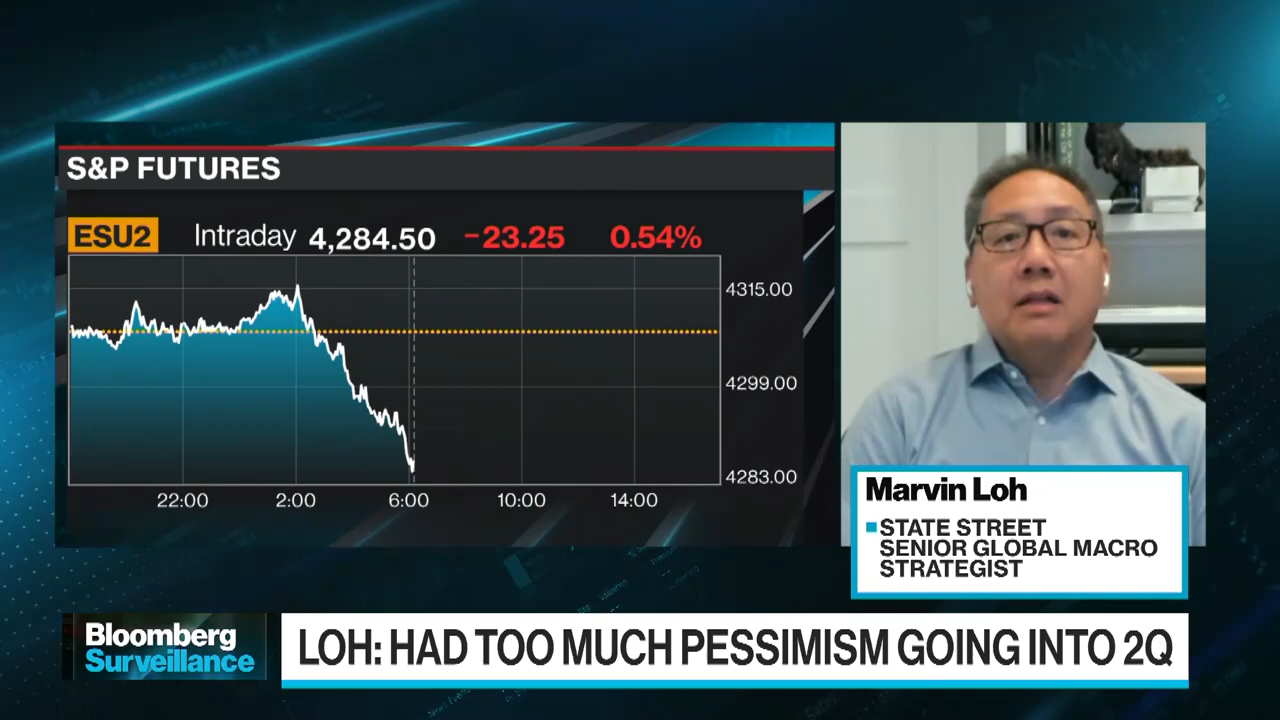 S&P FUTURES
ESU2 Intraday 4,284.50 -23.25 0.54%
4315.00
4299.00
4283.00
22:00 2:00 6:00 10:00 14:00
Marvin Loh
STATE STREET
SENIOR GLOBAL MACRO
STRATEGIST
Bloomberg
Surveillance
LOH: HAD TOO MUCH PESSIMISM GOING INTO 2Q